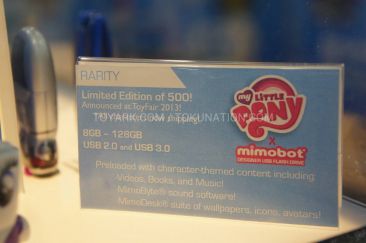 RARITY
Limited Edition of 500!
Announced at ToyFair 2013!
TOYARK.COM / TOKUNATION.COM
now shipping!
8GB – 128GB
USB 2.0 and USB 3.0
Preloaded with character-themed content including
Videos, Books, and Music!
MimoByte® sound software!
MimoDesk® suite of wallpapers, icons, avatars!
my LITTLE
PONY
x
mimobot®
DESIGNER USB FLASH DRIVE